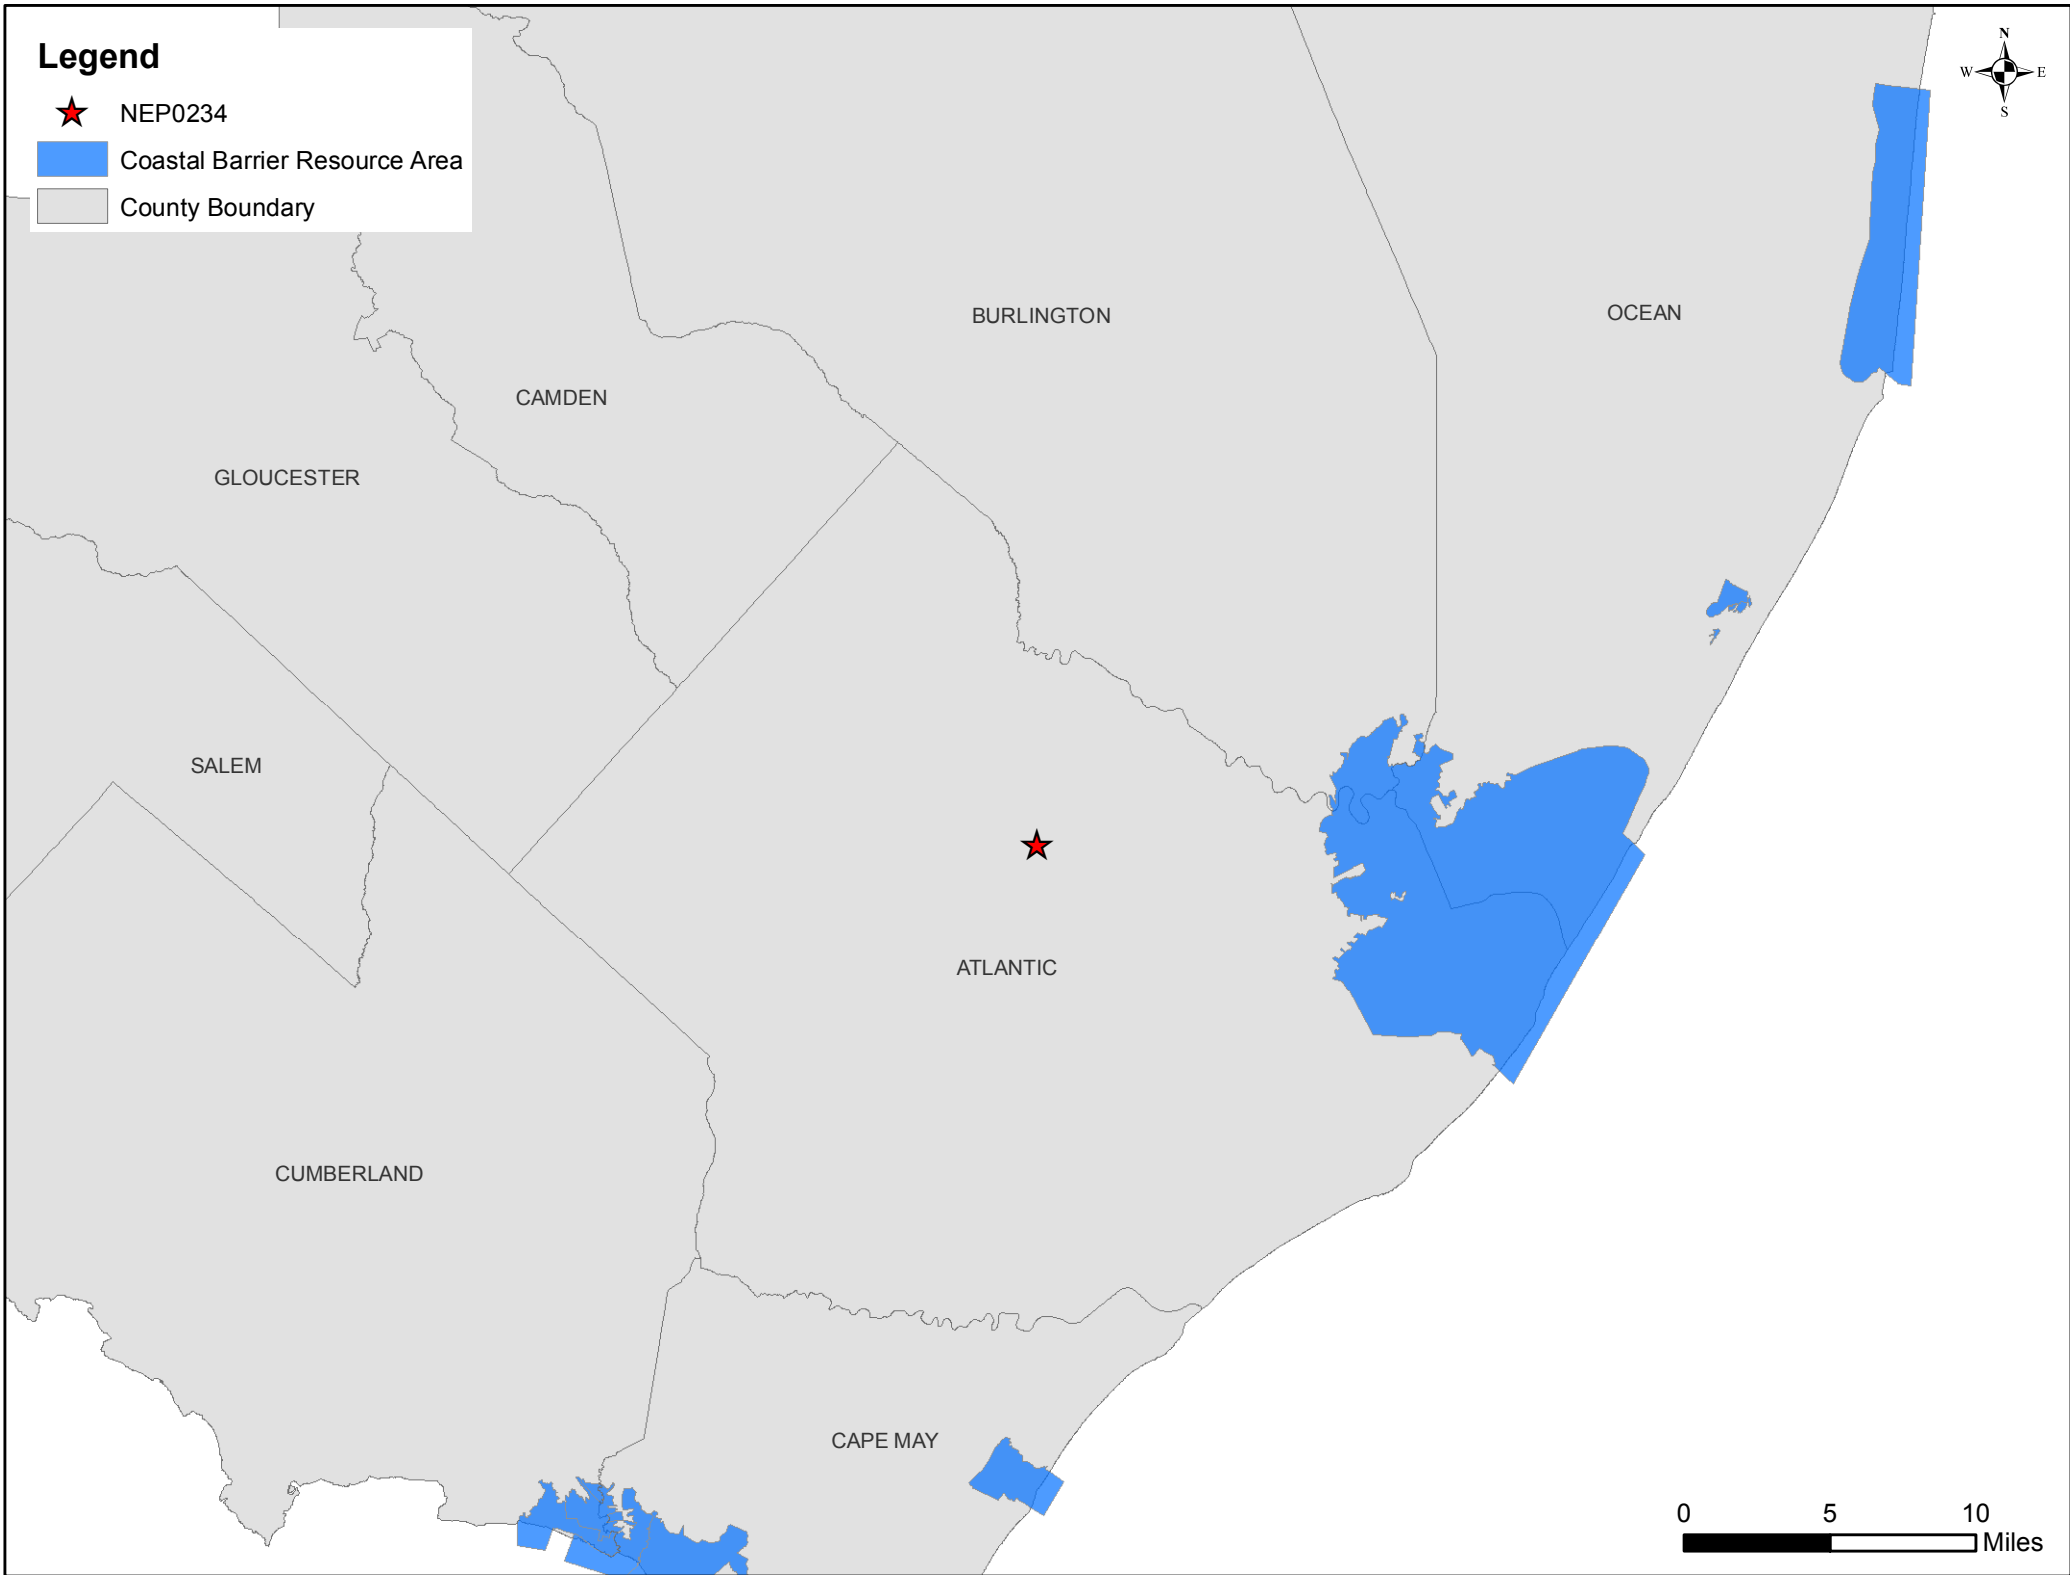 Legend
NEP0234
Coastal Barrier Resource Area
County Boundary
N
W E
S
BURLINGTON
OCEAN
CAMDEN
GLOUCESTER
SALEM
ATLANTIC
CUMBERLAND
CAPE MAY
0 5 10
Miles